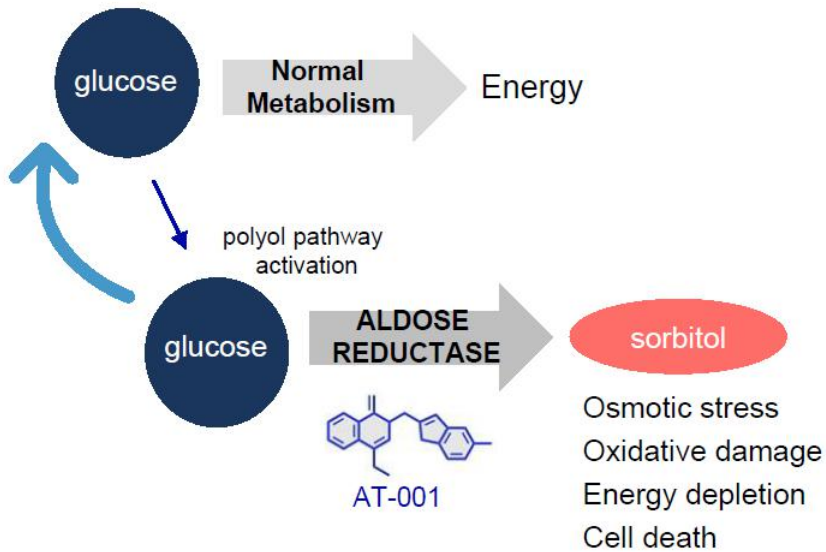 glucose
Normal
Metabolism
Energy
polyol pathway
activation
glucose
ALDOSE
REDUCTASE
sorbitol
AT-001
Osmotic stress
Oxidative damage
Energy depletion
Cell death